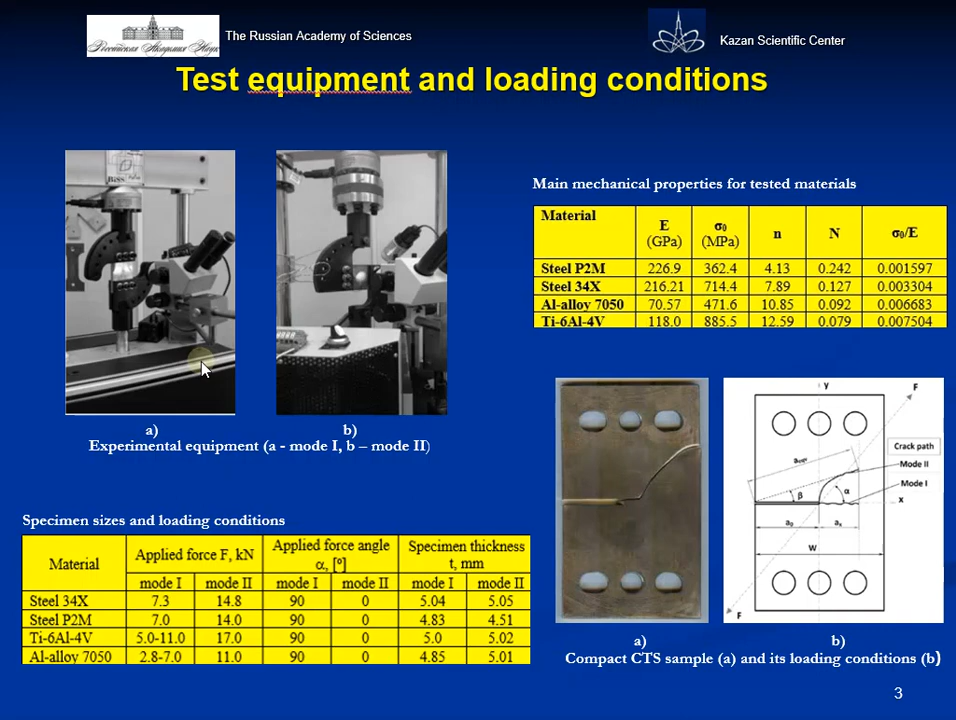 Российская Академия Наук
The Russian Academy of Sciences
Kazan Scientific Center
Test equipment and loading conditions
BISS
a)
b)
Experimental equipment (a - mode I, b – mode II)
Main mechanical properties for tested materials
Material E (GPa) σ₀ (MPa) n N σ₀/E
Steel P2M 226.9 362.4 4.13 0.242 0.001597
Steel 34X 216.21 714.4 7.89 0.127 0.003304
Al-alloy 7050 70.57 471.6 10.85 0.092 0.006683
Ti-6Al-4V 118.0 885.5 12.59 0.079 0.007504
Specimen sizes and loading conditions
Material Applied force F, kN Applied force angle α, [º] Specimen thickness t, mm
mode I mode II mode I mode II mode I mode II
Steel 34X 7.3 14.8 90 0 5.04 5.05
Steel P2M 7.0 14.0 90 0 4.83 4.51
Ti-6Al-4V 5.0-11.0 17.0 90 0 5.0 5.02
Al-alloy 7050 2.8-7.0 11.0 90 0 4.85 5.01
y
F
Crack path
Mode II
Mode I
β
α
x
a₀
W
F
a)
b)
Compact CTS sample (a) and its loading conditions (b)
3